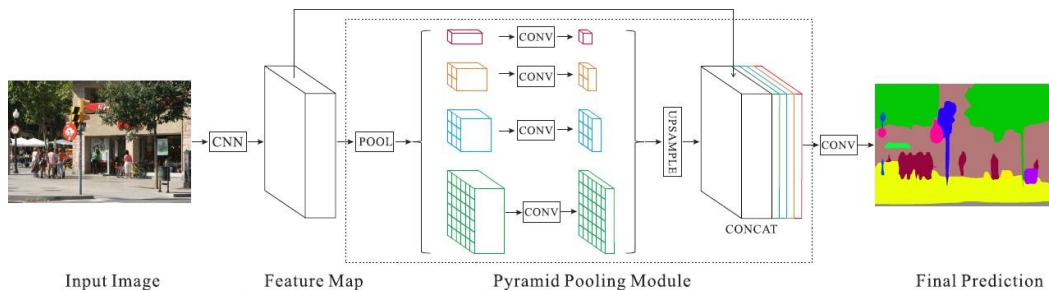 CNN
POOL
CONV
CONV
CONV
CONV
UPSAMPLE
CONCAT
CONV
Input Image
Feature Map
Pyramid Pooling Module
Final Prediction